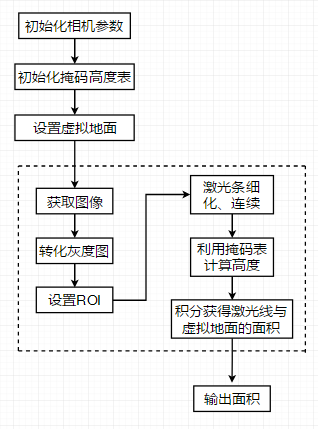 初始化相机参数
初始化掩码高度表
设置虚拟地面
获取图像
转化灰度图
设置ROI
激光条细
化、连续
利用掩码表
计算高度
积分获得激光线与
虚拟地面的面积
输出面积